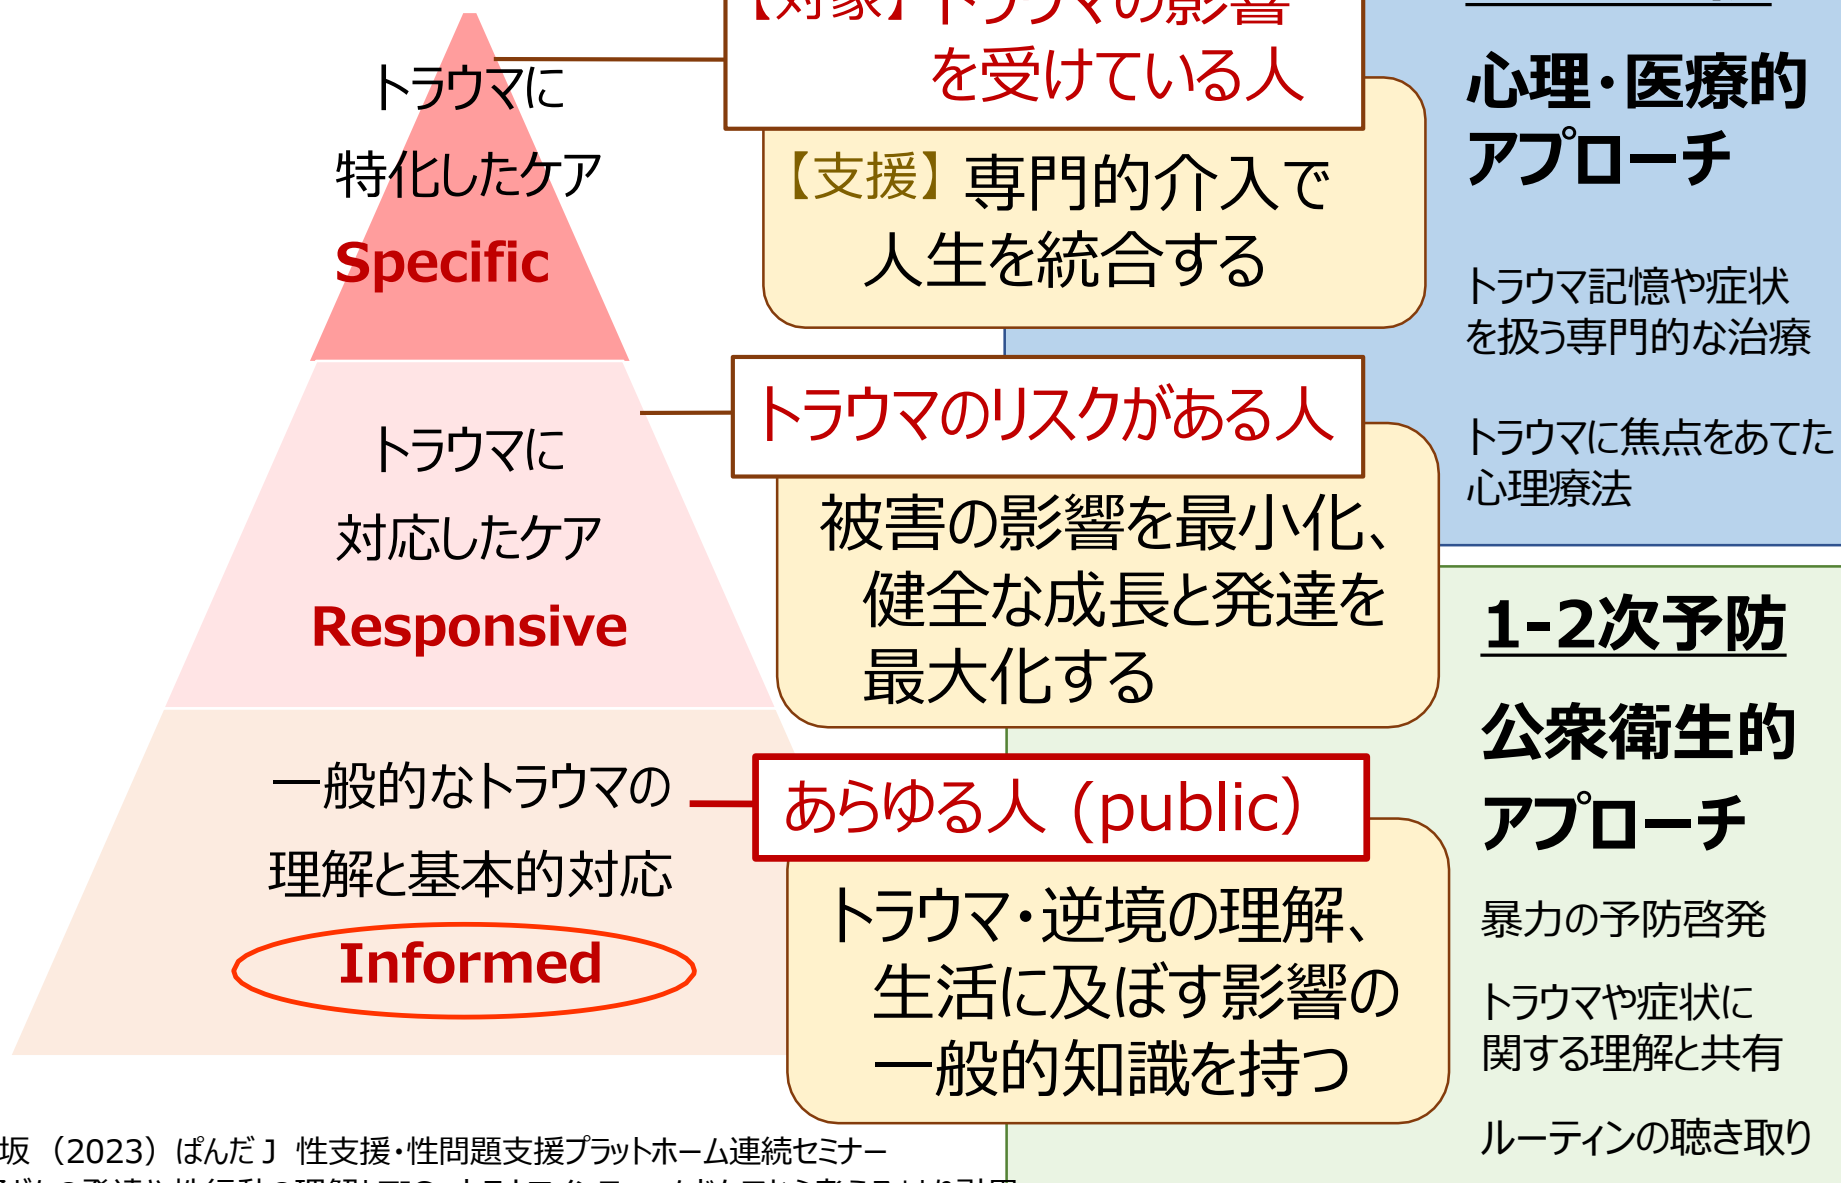 トラウマに
特化したケア
Specific
【対象】トラウマの影響
を受けている人
【支援】専門的介入で
人生を統合する
心理・医療的
アプローチ
トラウマ記憶や症状
を扱う専門的な治療
トラウマに焦点をあてた
心理療法
トラウマに
対応したケア
Responsive
トラウマのリスクがある人
被害の影響を最小化、
健全な成長と発達を
最大化する
一般的なトラウマの
理解と基本的対応
Informed
あらゆる人 (public）
トラウマ・逆境の理解、
生活に及ぼす影響の
一般的知識を持つ
1-2次予防
公衆衛生的
アプローチ
暴力の予防啓発
トラウマや症状に
関する理解と共有
ルーティンの聴き取り
坂 （2023）ぱんだＪ 性支援・性問題支援プラットホーム連続セミナー